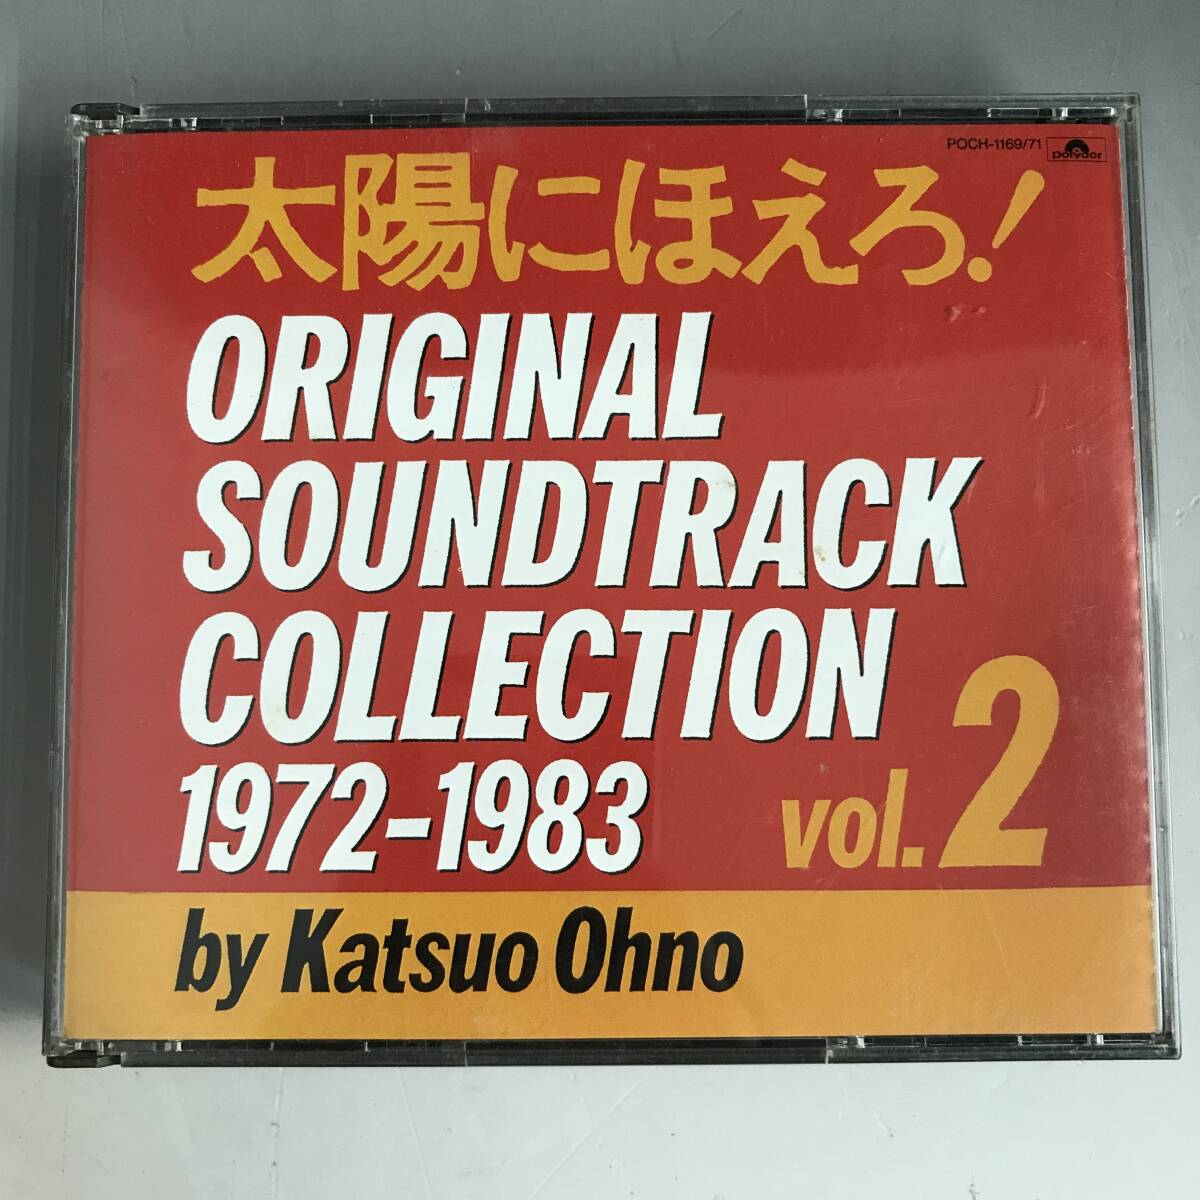 POCH-1169/71 polydor
太陽にほえろ!
ORIGINAL
SOUNDTRACK
COLLECTION
1972-1983 vol.2
by Katsuo Ohno